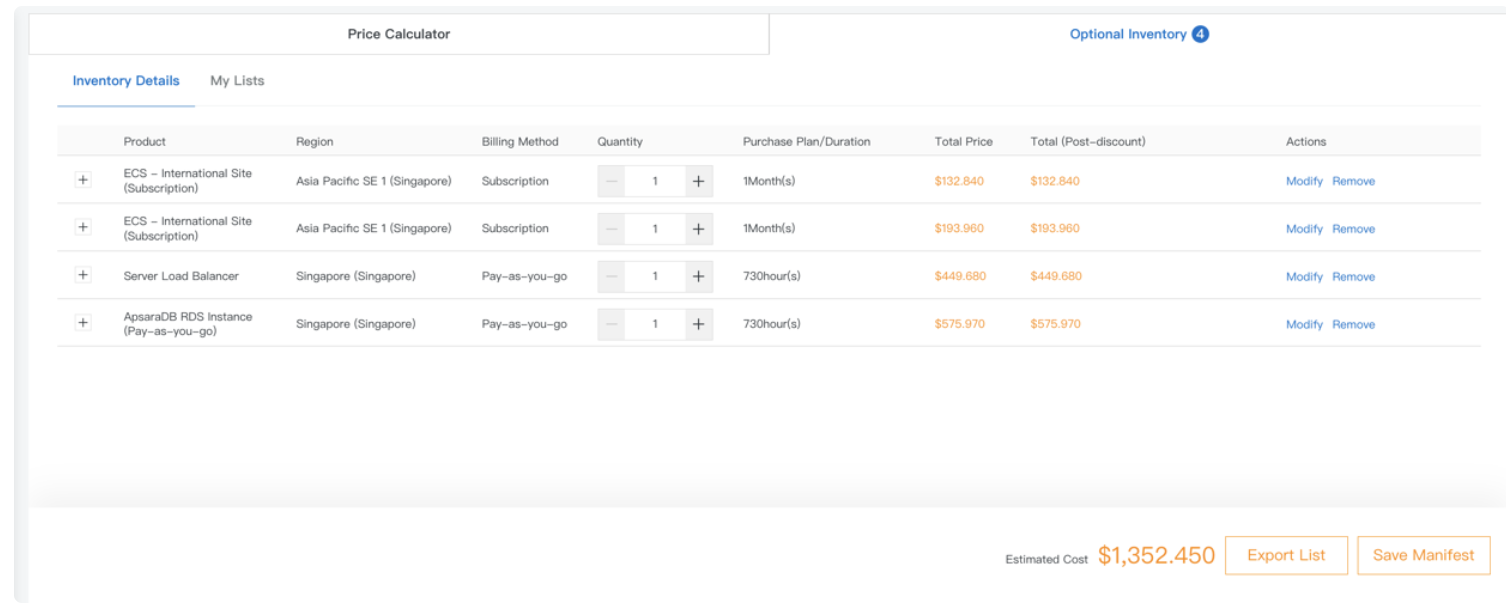 Price Calculator
Optional Inventory 4
Inventory Details My Lists
Product Region Billing Method Quantity Purchase Plan/Duration Total Price Total (Post-discount) Actions
ECS - International Site
(Subscription)
Asia Pacific SE 1 (Singapore) Subscription 1 1Month(s) $132.840 $132.840 Modify Remove
ECS - International Site
(Subscription)
Asia Pacific SE 1 (Singapore) Subscription 1 1Month(s) $193.960 $193.960 Modify Remove
Server Load Balancer Singapore (Singapore) Pay-as-you-go 1 730hour(s) $449.680 $449.680 Modify Remove
ApsaraDB RDS Instance
(Pay-as-you-go)
Singapore (Singapore) Pay-as-you-go 1 730hour(s) $575.970 $575.970 Modify Remove
Estimated Cost $1,352.450 Export List Save Manifest